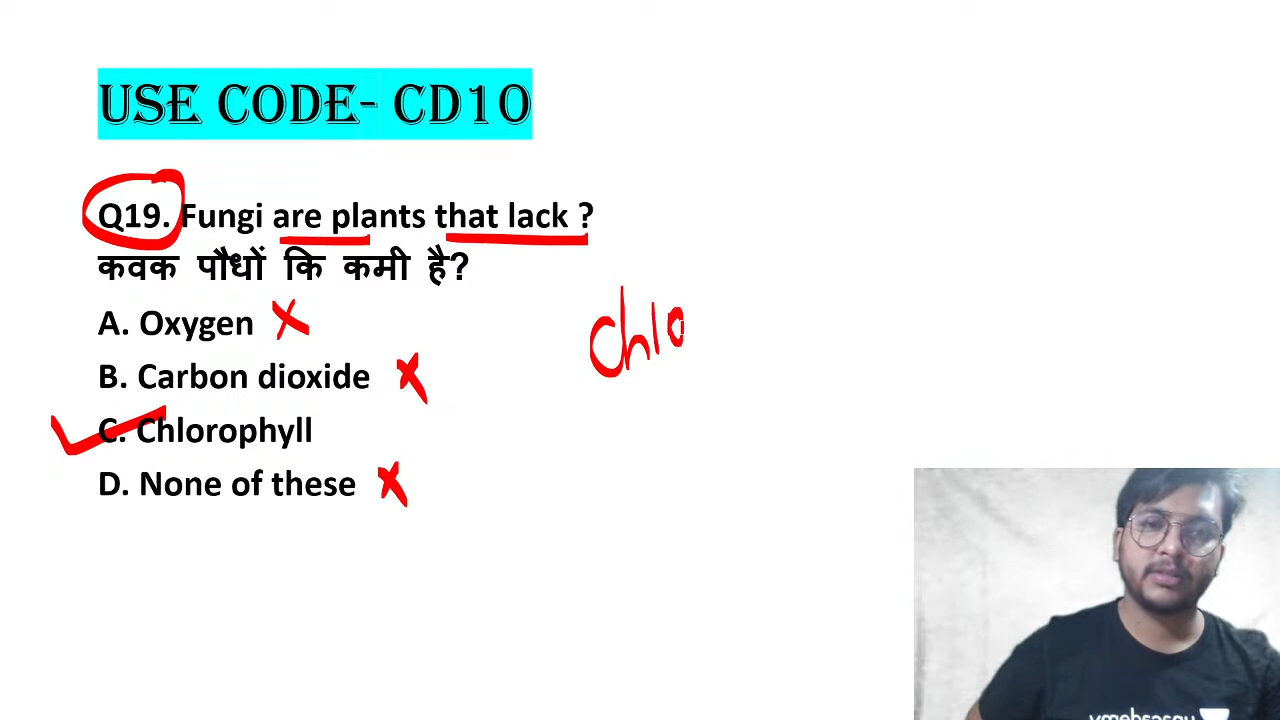 USE CODE- CD10
Q19. Fungi are plants that lack ?
कवक पौधों कि कमी है?
A. Oxygen
chlo
B. Carbon dioxide
C. Chlorophyll
D. None of these
unacademy